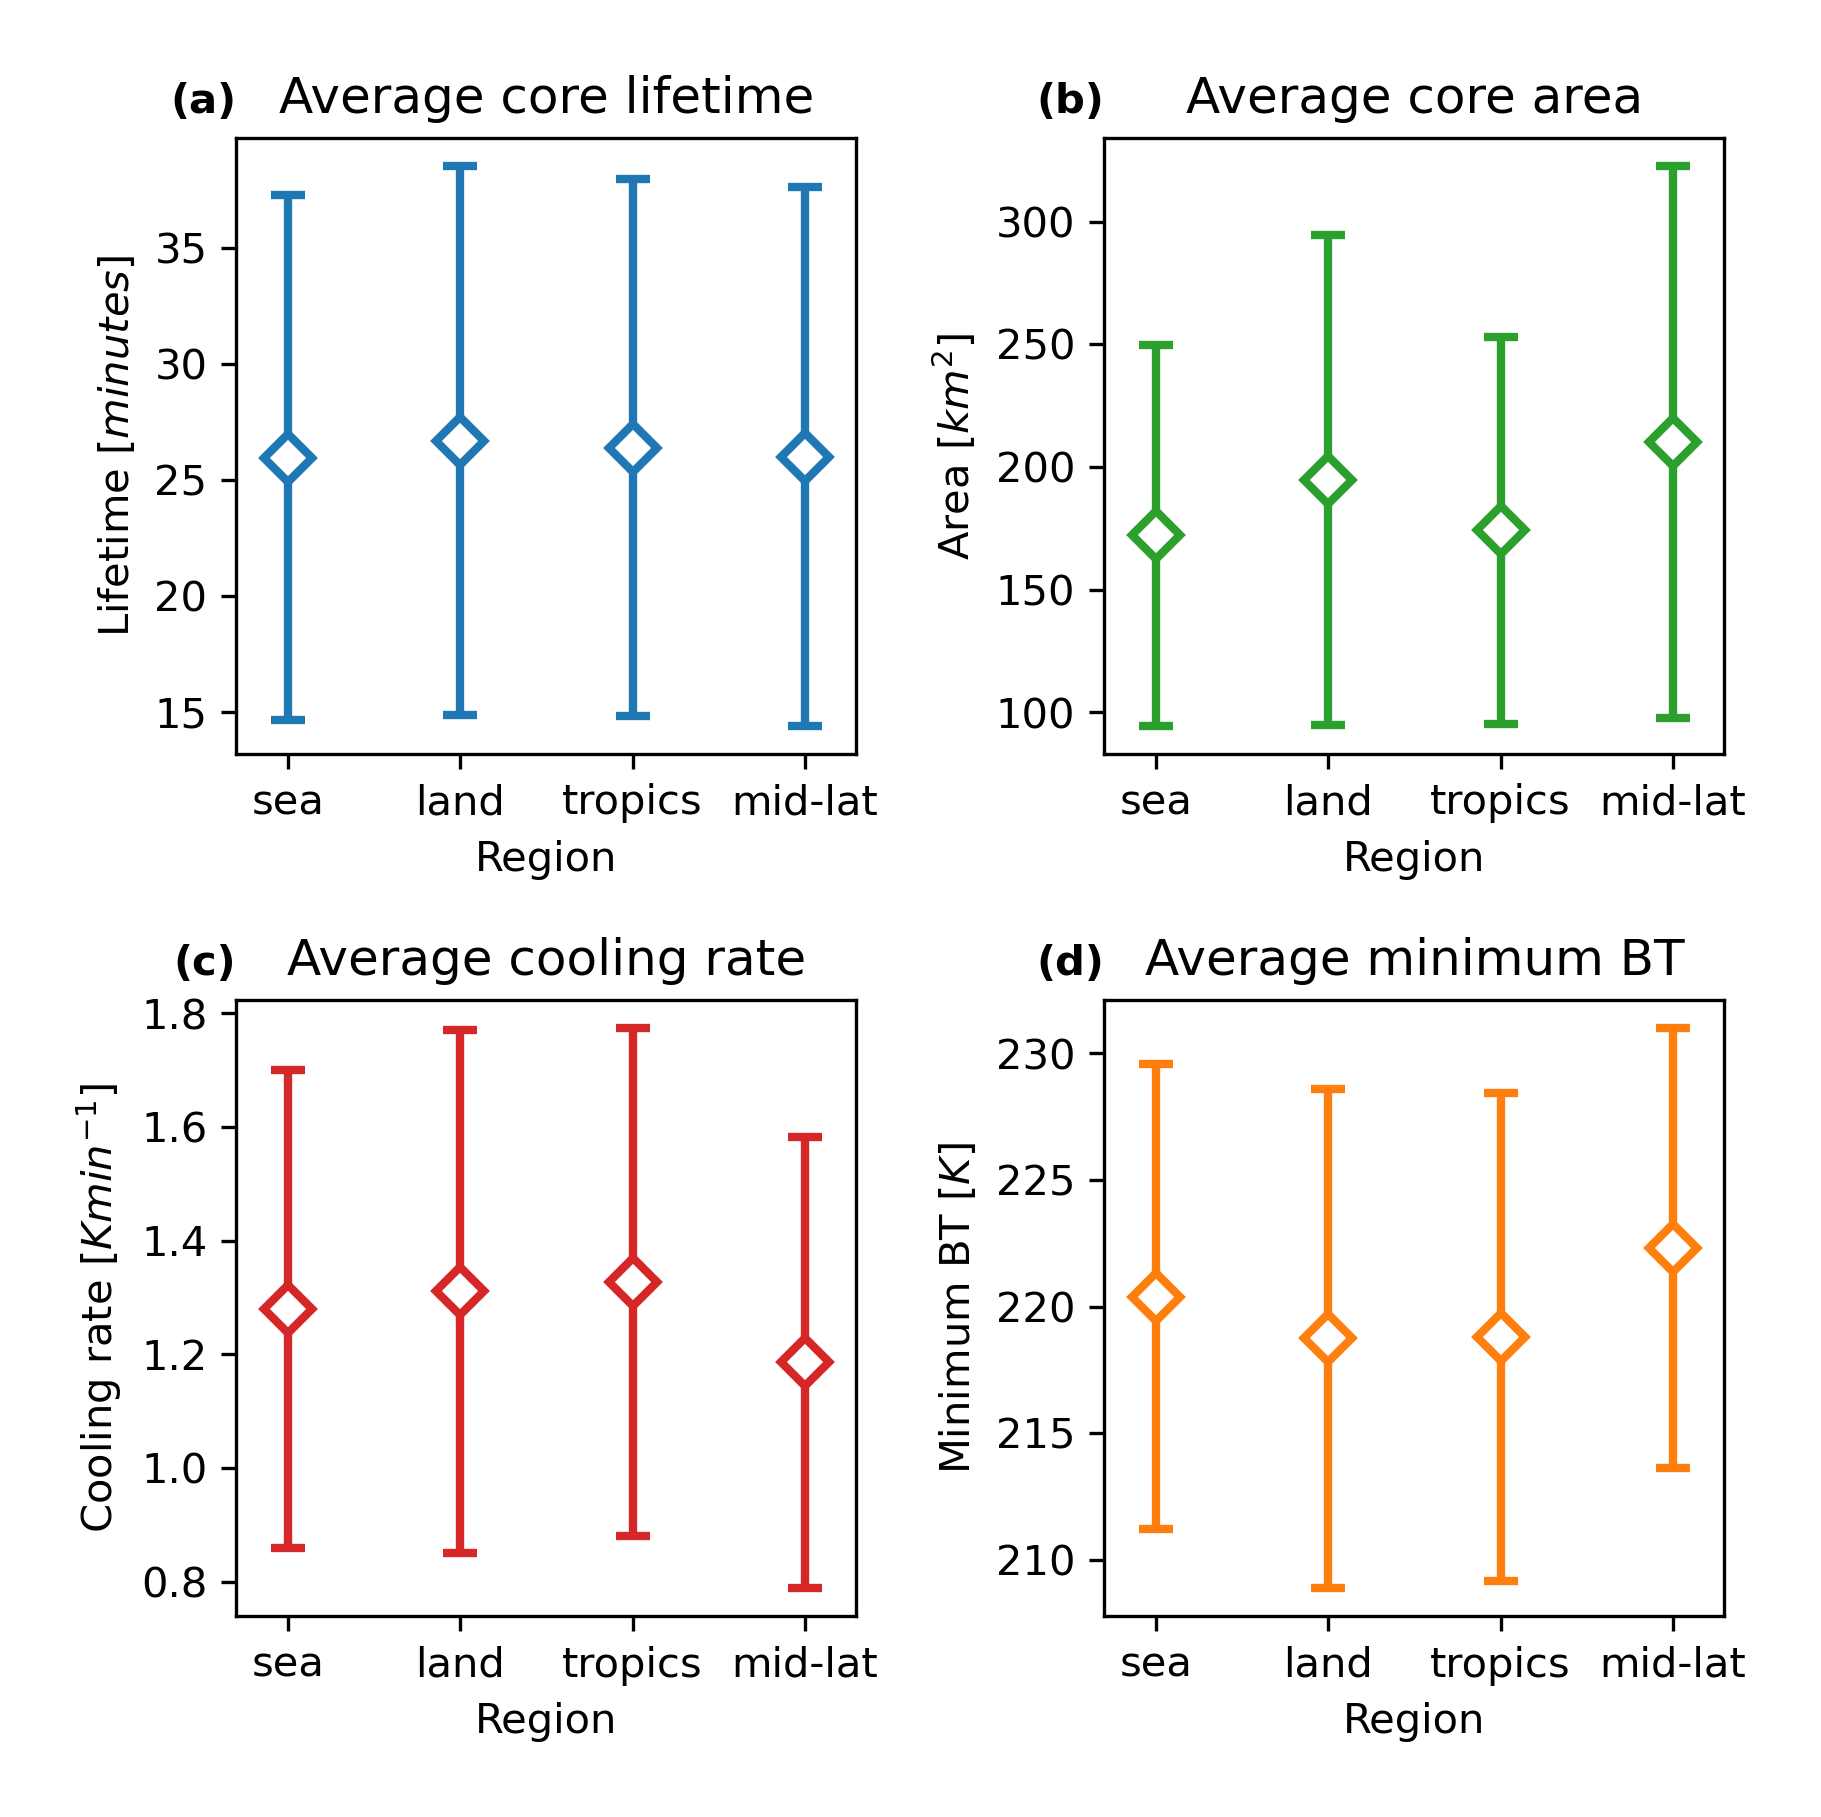 (a) Average core lifetime
Lifetime [minutes]
35
30
25
20
15
sea land tropics mid-lat
Region
(b) Average core area
Area [km²]
300
250
200
150
100
sea land tropics mid-lat
Region
(c) Average cooling rate
Cooling rate [Kmin⁻¹]
1.8
1.6
1.4
1.2
1.0
0.8
sea land tropics mid-lat
Region
(d) Average minimum BT
Minimum BT [K]
230
225
220
215
210
sea land tropics mid-lat
Region